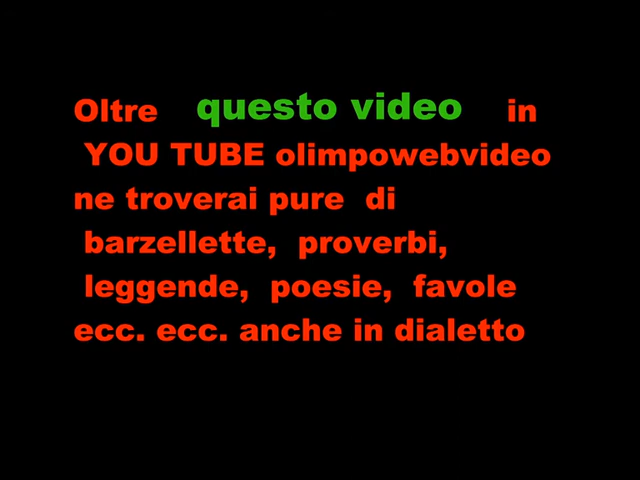 Oltre questo video in
YOU TUBE olimpowebvideo
ne troverai pure di
barzellette, proverbi,
leggende, poesie, favole
ecc. ecc. anche in dialetto